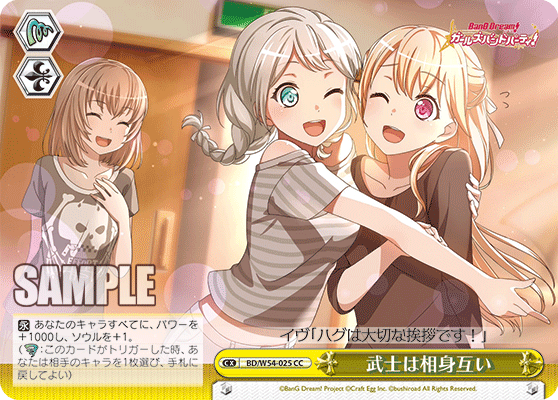 BanG Dream!
ガールズバンドパーティ!
SAMPLE
永 あなたのキャラすべてに、パワーを
+1000し、ソウルを+1。
(:このカードがトリガーした時、あ
なたは相手のキャラを1枚選び、手札に
戻してよい)
イヴ「ハグは大切な挨拶です!」
CX BD/W54-025 CC 武士は相身互い
©BanG Dream! Project ©Craft Egg Inc. ©bushiroad All Rights Reserved.